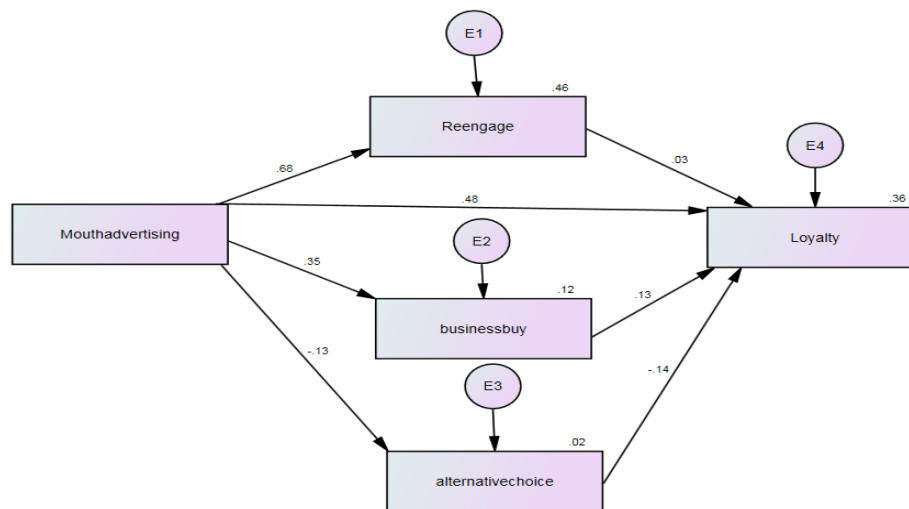 E1
.46
Reengage
E4
.68
.03
.48
.36
Mouthadvertising
E2
Loyalty
.35
.12
.13
businessbuy
-.13
E3
-.14
.02
alternativechoice